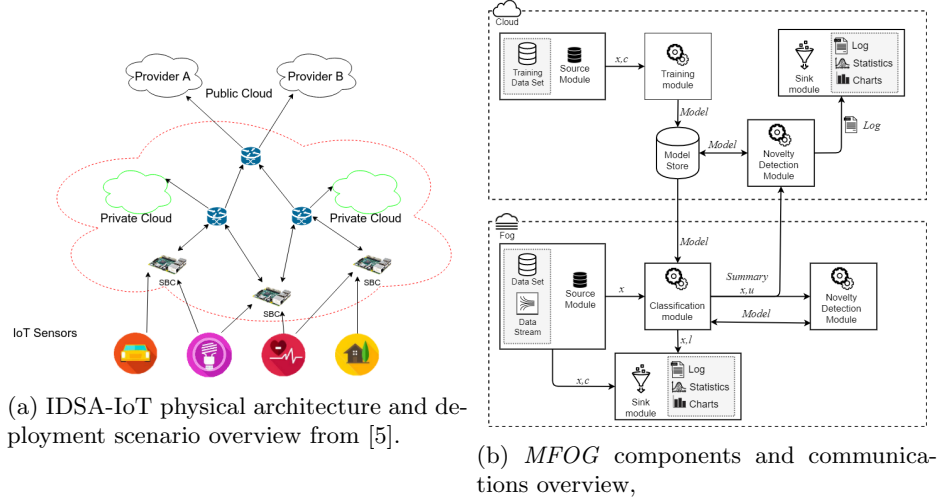 Provider A
Provider B
Public Cloud
Private Cloud
Private Cloud
SBC
SBC
SBC
IoT Sensors
(a) IDSA-IoT physical architecture and de-
ployment scenario overview from [5].
Cloud
Training
Data Set
Source
Module
x,c
Training
module
Model
Model
Store
Model
Novelty
Detection
Module
Log
Sink
module
Log
Statistics
Charts
Model
Fog
Data Set
Data
Stream
Source
Module
x
Classification
module
Summary
x,u
Model
Novelty
Detection
Module
x,l
x,c
Sink
module
Log
Statistics
Charts
(b) MFOG components and communica-
tions overview,